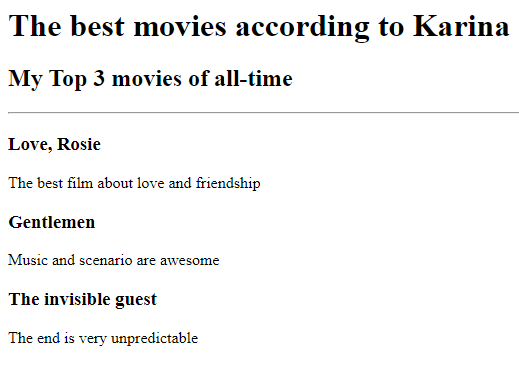 The best movies according to Karina
My Top 3 movies of all-time
Love, Rosie
The best film about love and friendship
Gentlemen
Music and scenario are awesome
The invisible guest
The end is very unpredictable